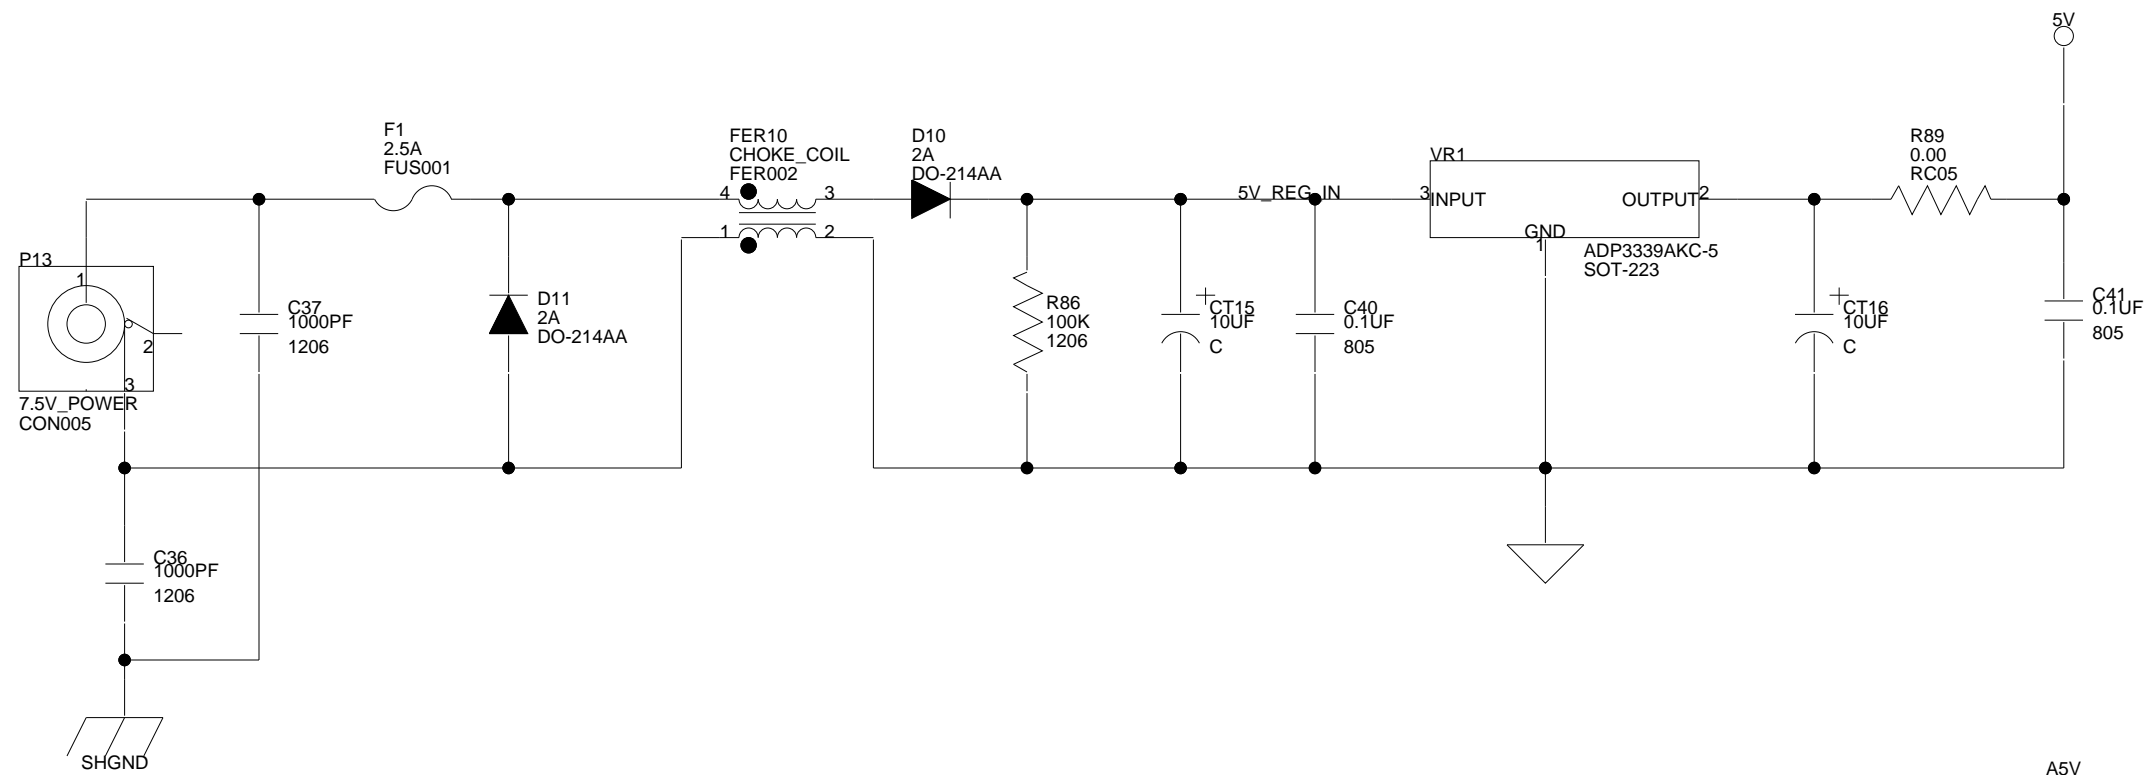 5V
F1
2.5A
FUS001
FER10
CHOKE_COIL
FER002
D10
2A
DO-214AA
VR1
R89
0.00
RC05
4
3
5V_REG_IN
3
INPUT
OUTPUT
2
1
2
GND
1
ADP3339AKC-5
SOT-223
P13
1
2
3
7.5V_POWER
CON005
C37
1000PF
1206
D11
2A
DO-214AA
R86
100K
1206
CT15
10UF
C
C40
0.1UF
805
CT16
10UF
C
C41
0.1UF
805
C36
1000PF
1206
SHGND
A5V